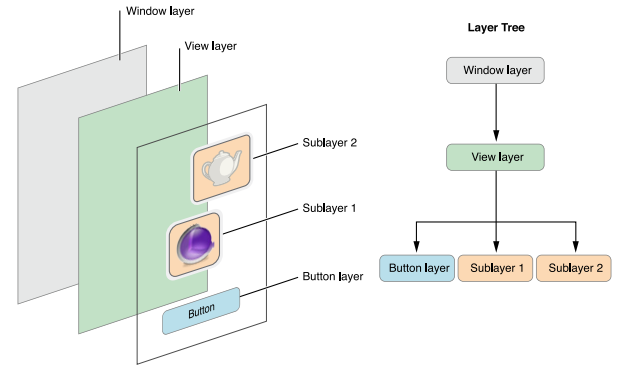 Window layer
View layer
Sublayer 2
Sublayer 1
Button layer
Button
Layer Tree
Window layer
View layer
Button layer
Sublayer 1
Sublayer 2